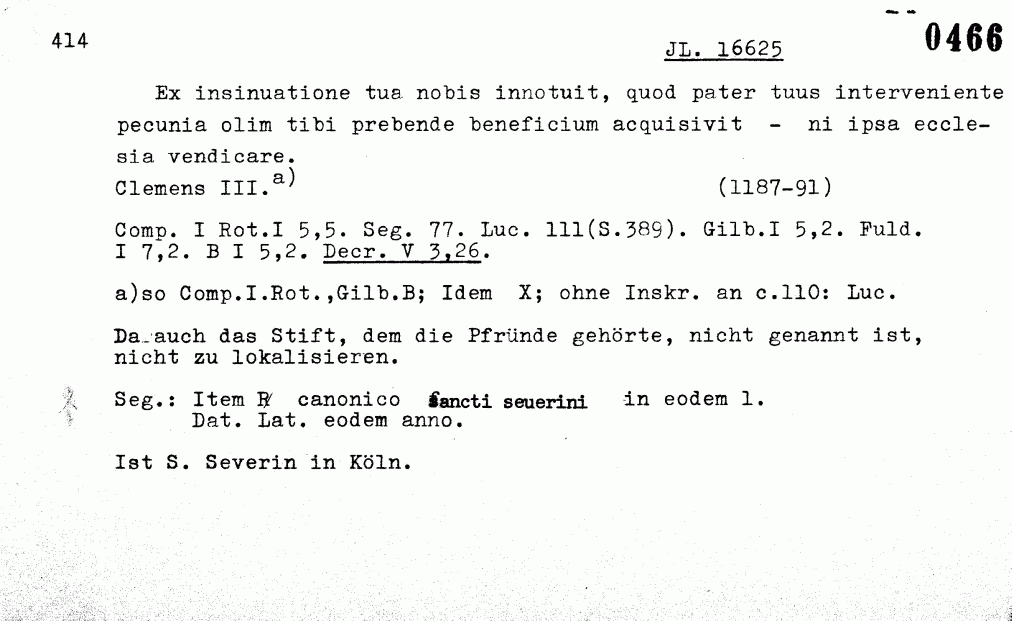 414
JL. 16625
0466
Ex insinuatione tua nobis innotuit, quod pater tuus interveniente
pecunia olim tibi prebende beneficium acquisivit - ni ipsa eccle-
sia vendicare.
Clemens III.a) (1187-91)
Comp. I Rot.I 5,5. Seg. 77. Luc. 111(S.389). Gilb.I 5,2. Fuld.
I 7,2. B I 5,2. Decr. V 3,26.
a)so Comp.I.Rot.,Gilb.B; Idem X; ohne Inskr. an c.110: Luc.
Da auch das Stift, dem die Pfründe gehörte, nicht genannt ist,
nicht zu lokalisieren.
Seg.: Item canonico sancti seuerini in eodem l.
Dat. Lat. eodem anno.
Ist S. Severin in Köln.